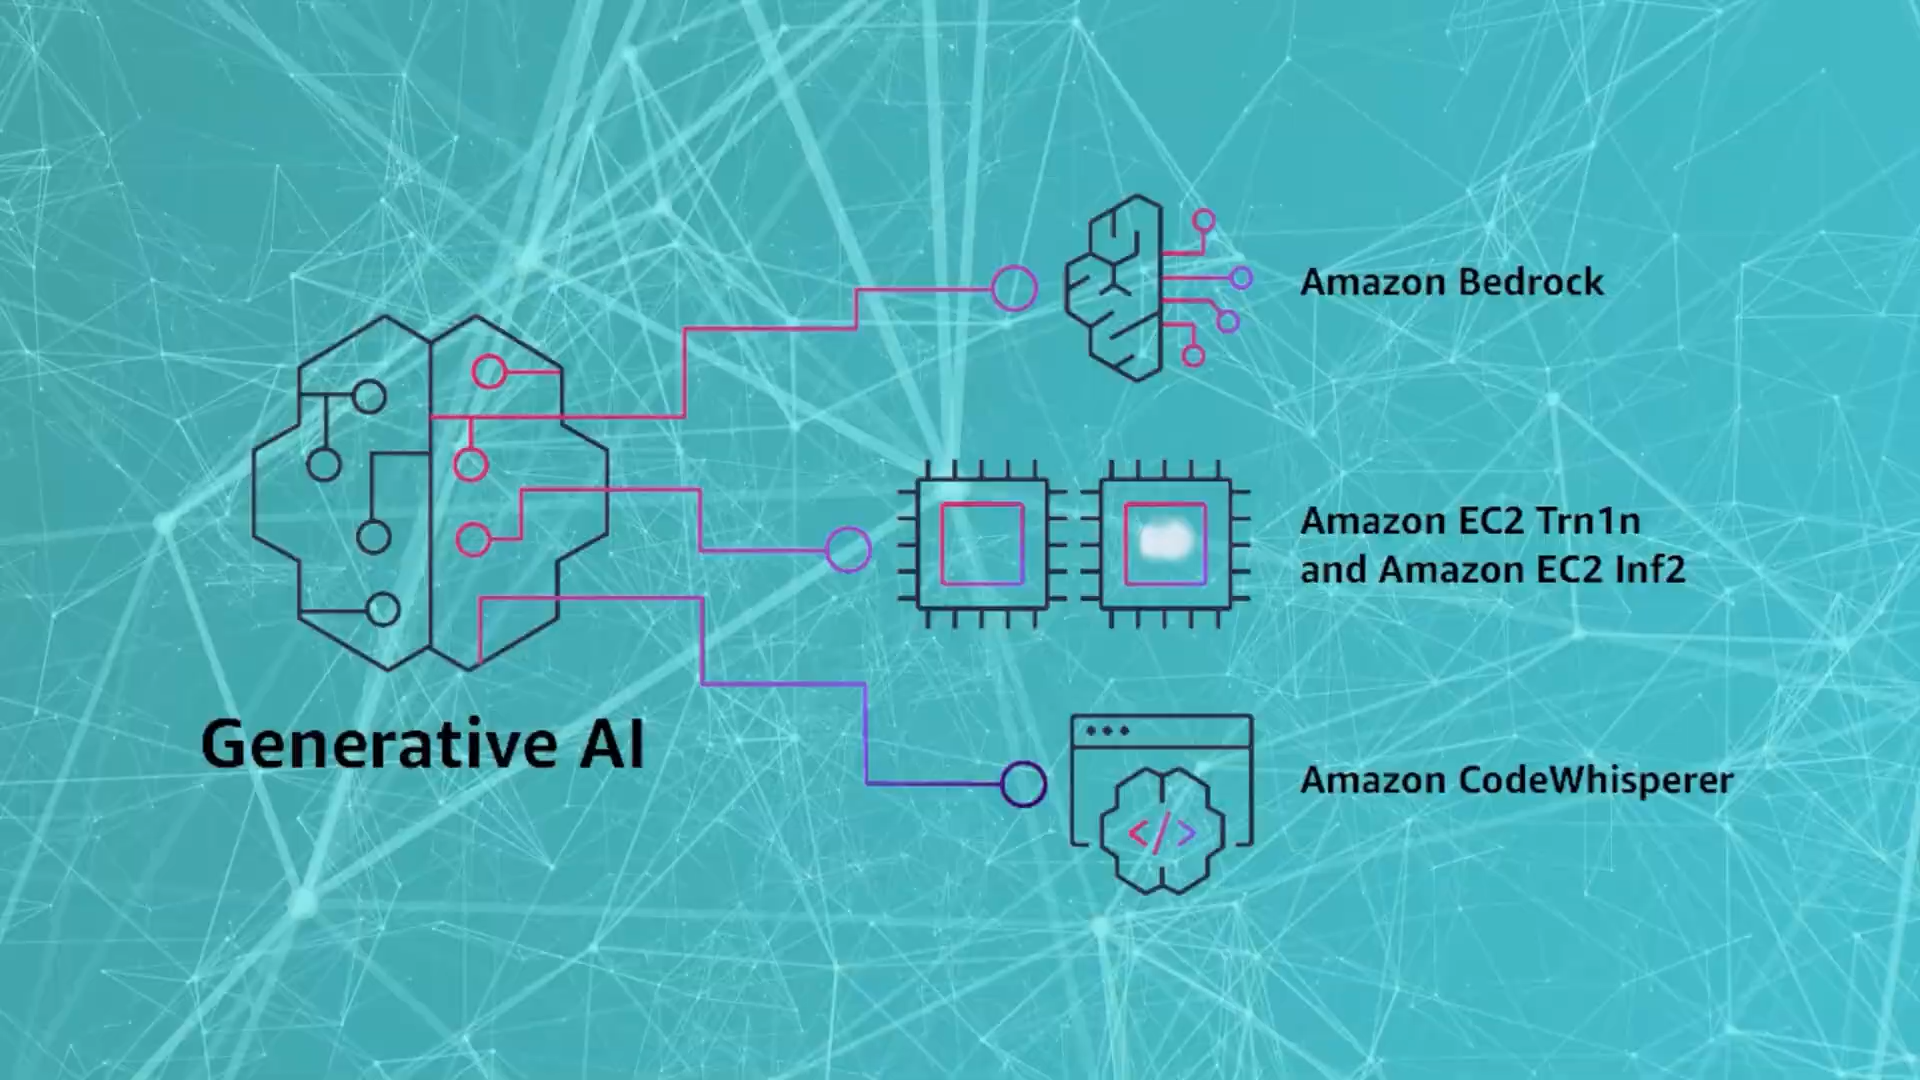 Generative AI
Amazon Bedrock
Amazon EC2 Trn1n
and Amazon EC2 Inf2
Amazon CodeWhisperer
</>